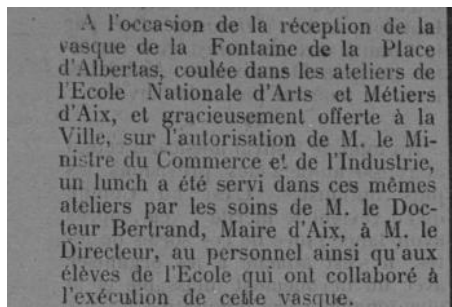 A l'occasion de la réception de la
vasque de la Fontaine de la Place
d'Albertas, coulée dans les ateliers de
l'Ecole Nationale d'Arts et Métiers
d'Aix, et gracieusement offerte à la
Ville, sur l'autorisation de M. le Mi-
nistre du Commerce et de l'Industrie,
un lunch a été servi dans ces mêmes
ateliers par les soins de M. le Doc-
teur Bertrand, Maire d'Aix, à M. le
Directeur, au personnel ainsi qu'aux
élèves de l'Ecole qui ont collaboré à
l'exécution de cette vasque.